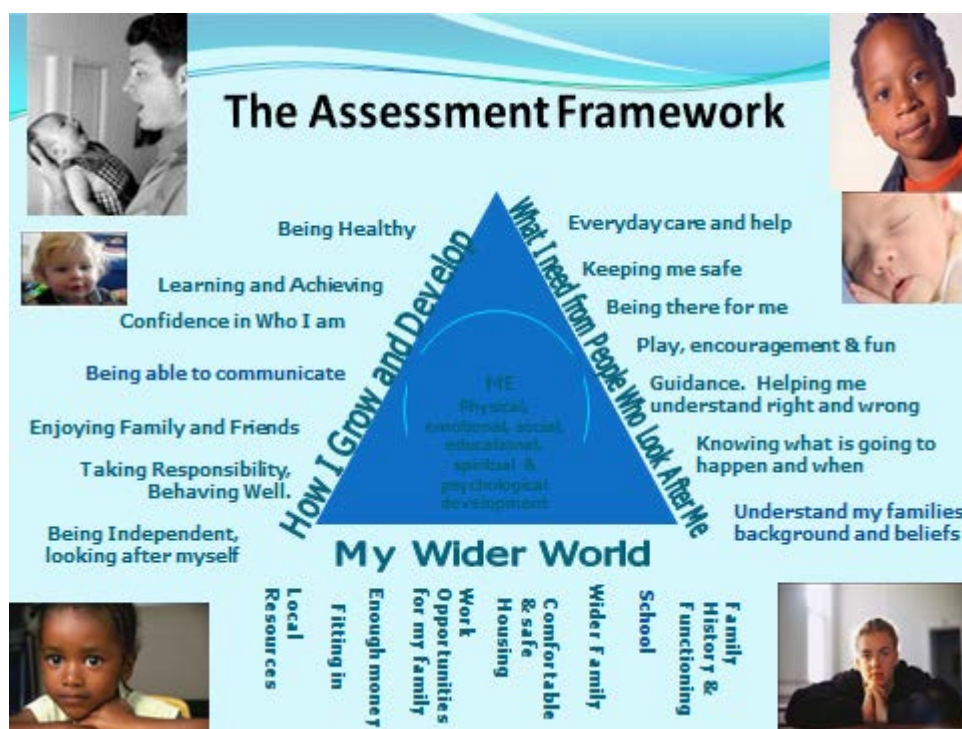 The Assessment Framework
Being Healthy
Learning and Achieving
Confidence in Who I am
Being able to communicate
Enjoying Family and Friends
Taking Responsibility,
Behaving Well.
Being Independent,
looking after myself
How I Grow and Develop
What I need from People Who Look After Me
Everyday care and help
Keeping me safe
Being there for me
Play, encouragement & fun
Guidance. Helping me
understand right and wrong
Knowing what is going to
happen and when
Understand my families
background and beliefs
ME
Physical,
emotional, social,
educational,
spiritual &
psychological
development
My Wider World
Local
Resources
Fitting in
Enough money
Work
Opportunities
for my family
Comfortable
& safe
Housing
Wider Family
School
Family
History &
Functioning